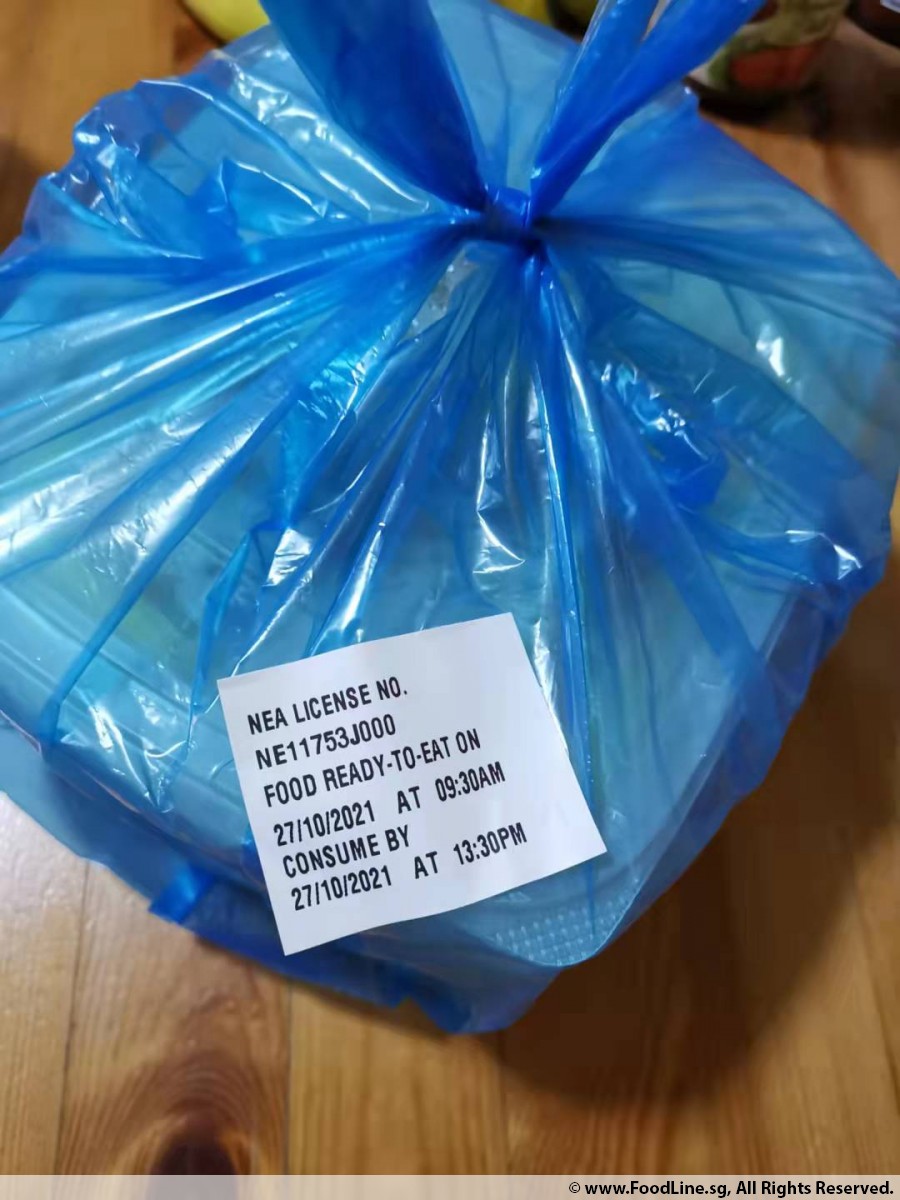 NEA LICENSE NO.
NE11753J000
FOOD READY-TO-EAT ON
27/10/2021 AT 09:30AM
CONSUME BY
27/10/2021 AT 13:30PM
© www.FoodLine.sg, All Rights Reserved.